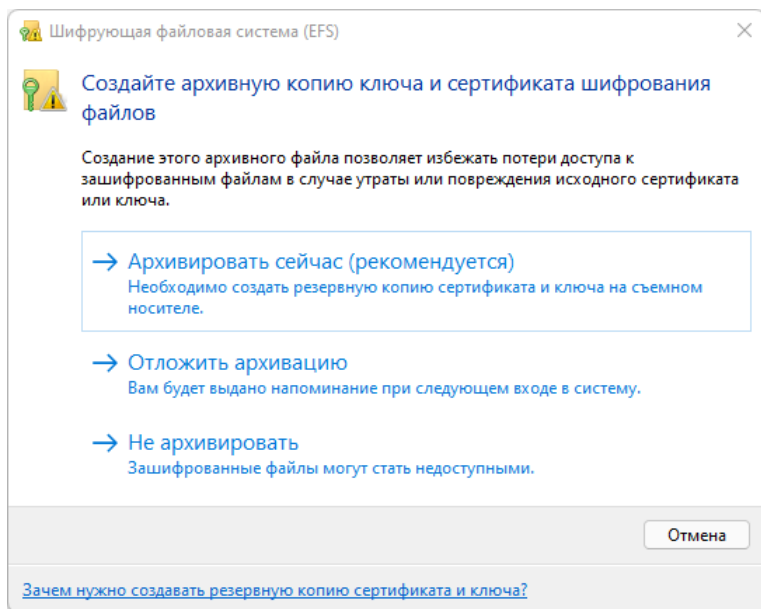 Шифрующая файловая система (EFS)
Создайте архивную копию ключа и сертификата шифрования
файлов
Создание этого архивного файла позволяет избежать потери доступа к
зашифрованным файлам в случае утраты или повреждения исходного сертификата
или ключа.
Архивировать сейчас (рекомендуется)
Необходимо создать резервную копию сертификата и ключа на съемном
носителе.
Отложить архивацию
Вам будет выдано напоминание при следующем входе в систему.
Не архивировать
Зашифрованные файлы могут стать недоступными.
Отмена
Зачем нужно создавать резервную копию сертификата и ключа?